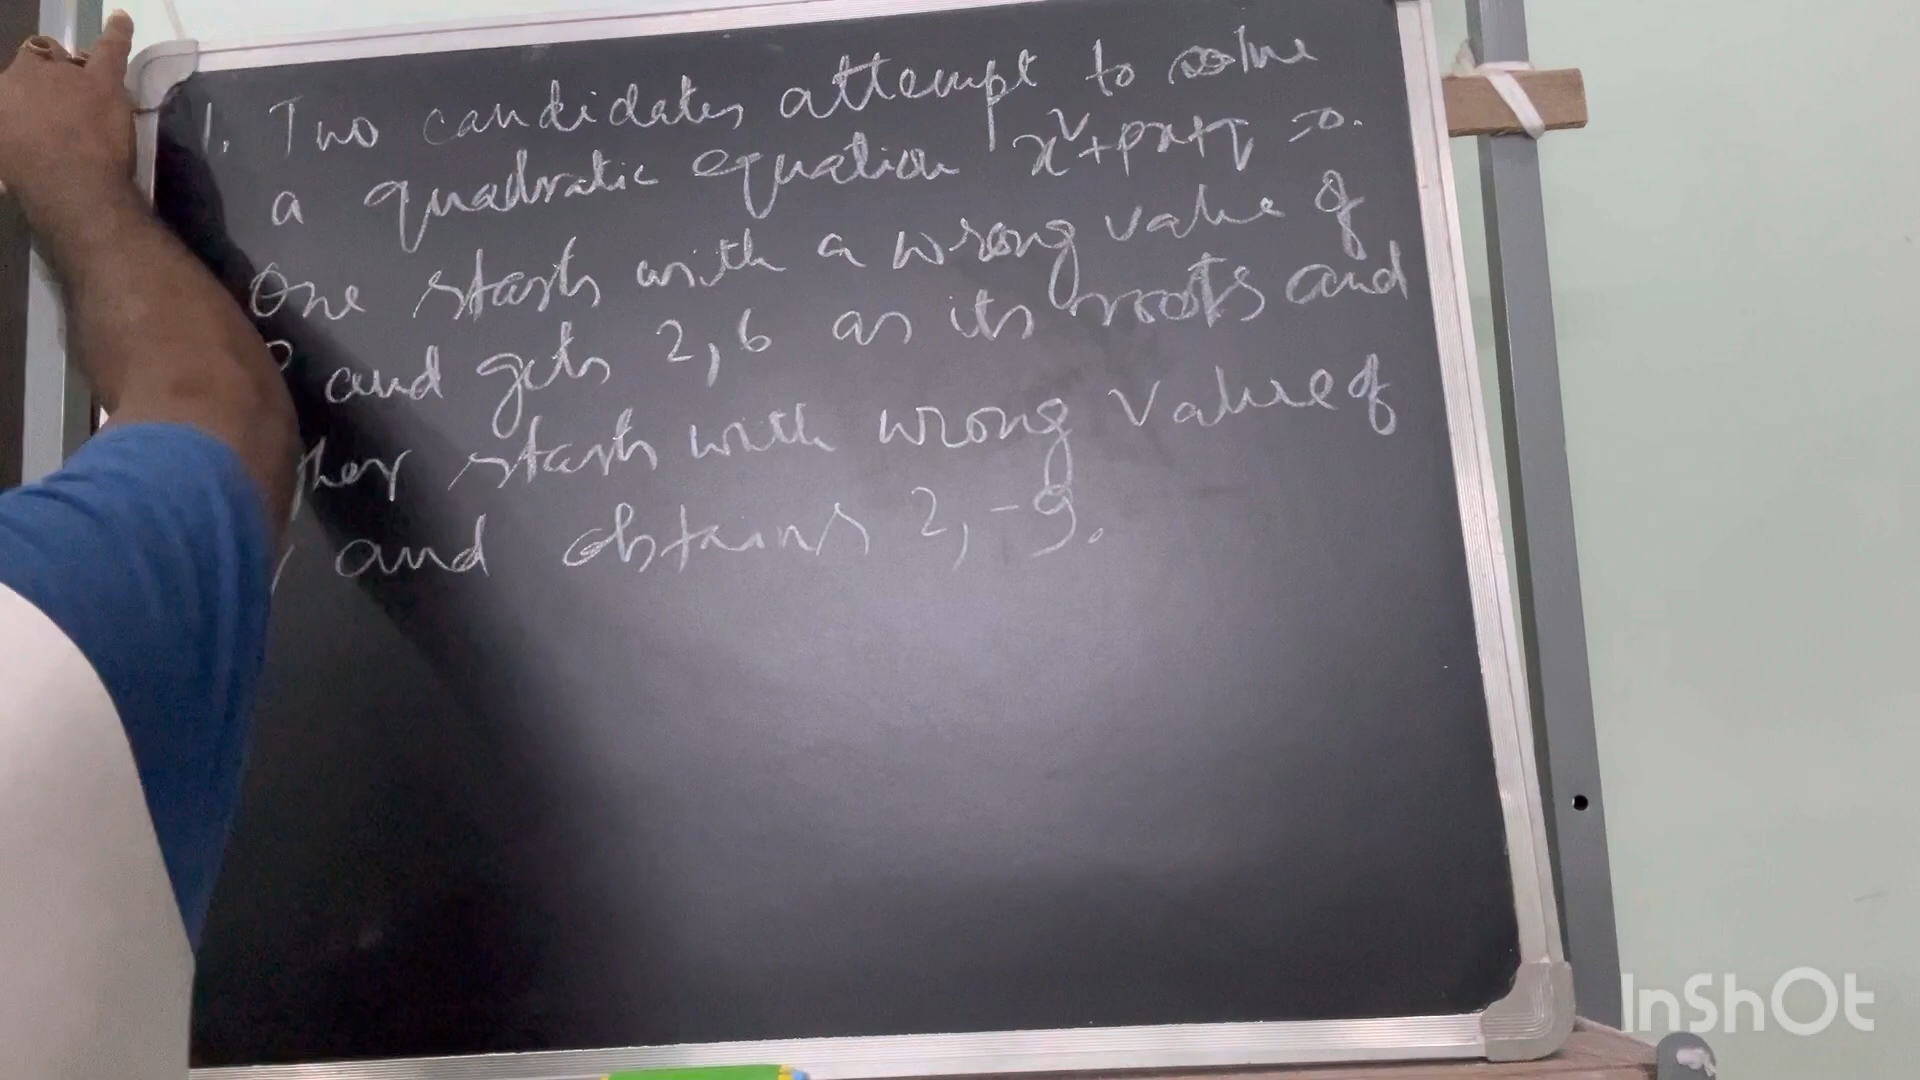 1. Two candidates attempt to solve
a quadratic equation x²+px+q =0.
One starts with a wrong value of
and gets 2, 6 as its roots and
starts with wrong value of
and obtains 2, -9.
InShOt